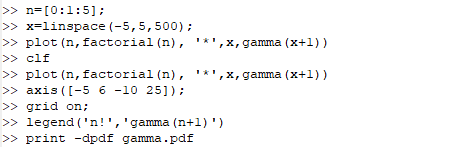 >> n=[0:1:5];
>> x=linspace(-5,5,500);
>> plot(n,factorial(n), '*',x,gamma(x+1))
>> clf
>> plot(n,factorial(n), '*',x,gamma(x+1))
>> axis([-5 6 -10 25]);
>> grid on;
>> legend('n!','gamma(n+1)')
>> print -dpdf gamma.pdf